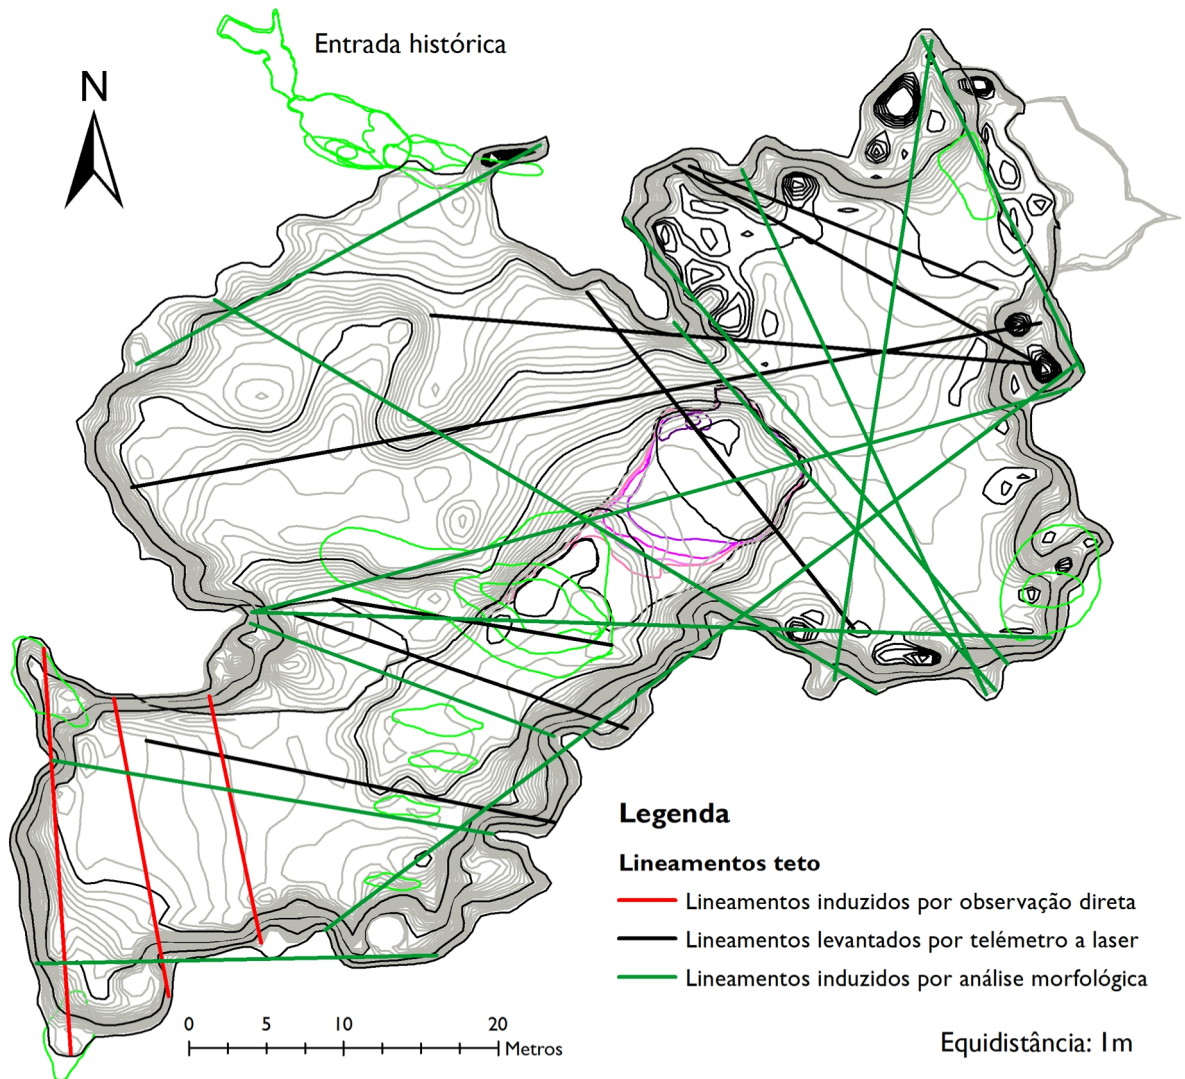 Entrada histórica
N
Legenda
Lineamentos teto
Lineamentos induzidos por observação direta
Lineamentos levantados por telémetro a laser
Lineamentos induzidos por análise morfológica
0 5 10 20
Metros
Equidistância: 1m